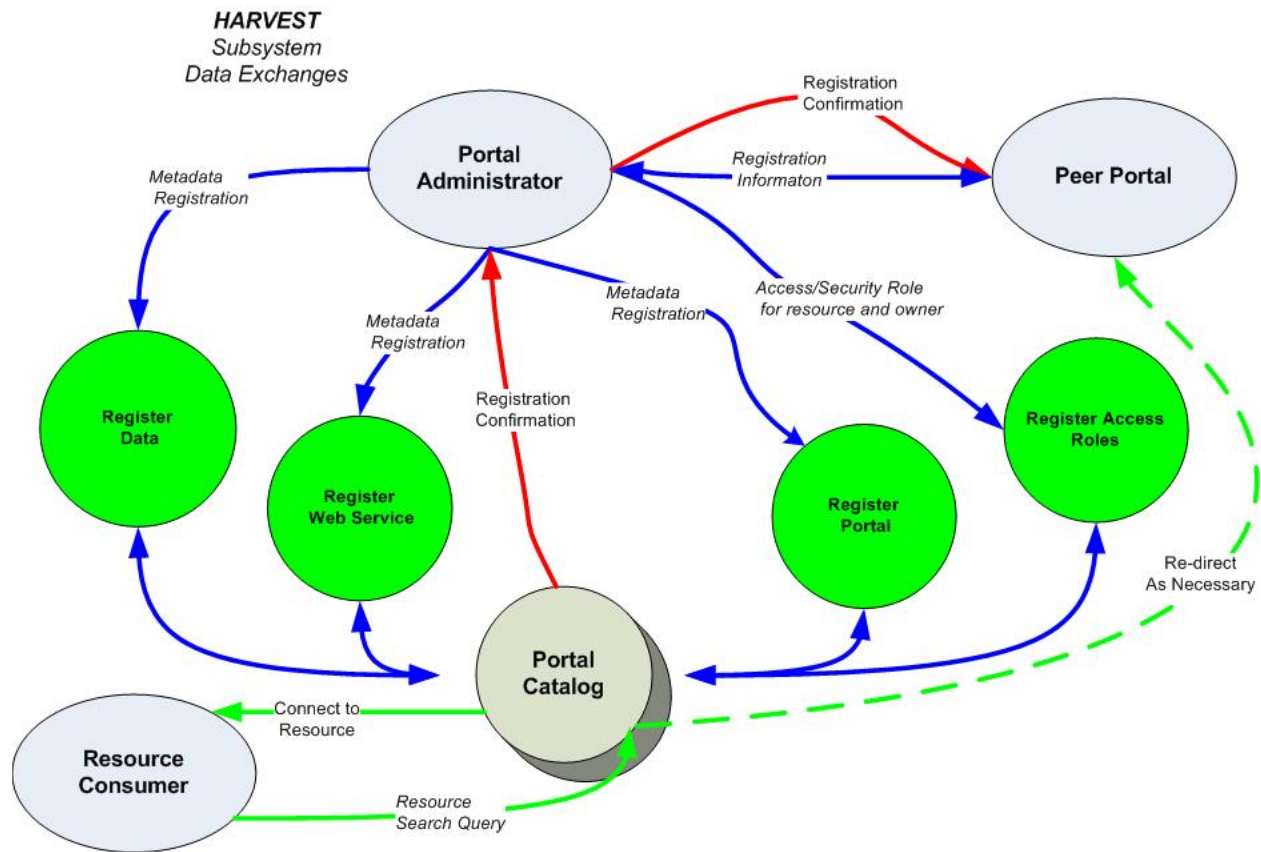 HARVEST
Subsystem
Data Exchanges
Registration
Confirmation
Portal
Administrator
Registration
Informaton
Peer Portal
Metadata
Registration
Access/Security Role
for resource and owner
Metadata
Registration
Metadata
Registration
Register
Data
Registration
Confirmation
Register Access
Roles
Register
Web Service
Register
Portal
Re-direct
As Necessary
Portal
Catalog
Connect to
Resource
Resource
Consumer
Resource
Search Query